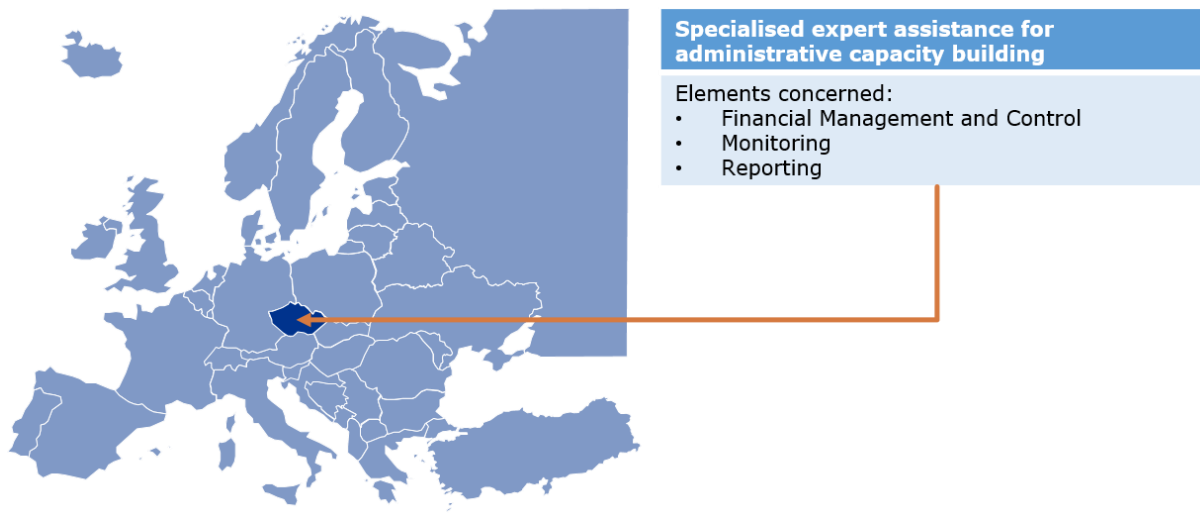 Specialised expert assistance for
administrative capacity building
Elements concerned:
• Financial Management and Control
• Monitoring
• Reporting